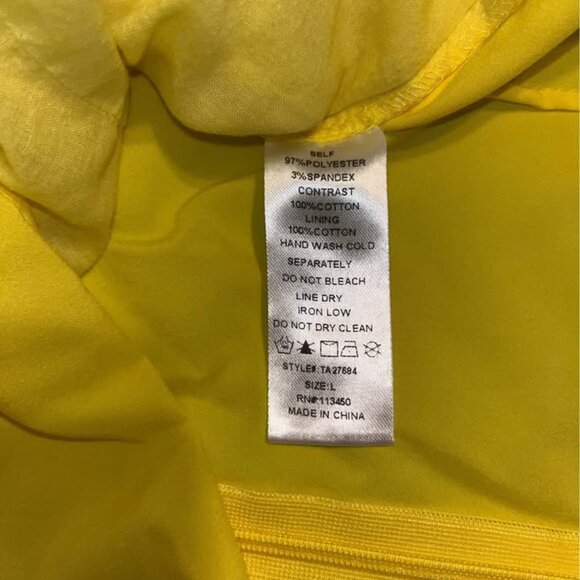 SELF
97%POLYESTER
3%SPANDEX
CONTRAST
100%COTTON
LINING
100%COTTON
HAND WASH COLD
SEPARATELY
DO NOT BLEACH
LINE DRY
IRON LOW
DO NOT DRY CLEAN
STYLE#:TA27694
SIZE:L
RN#:113450
MADE IN CHINA